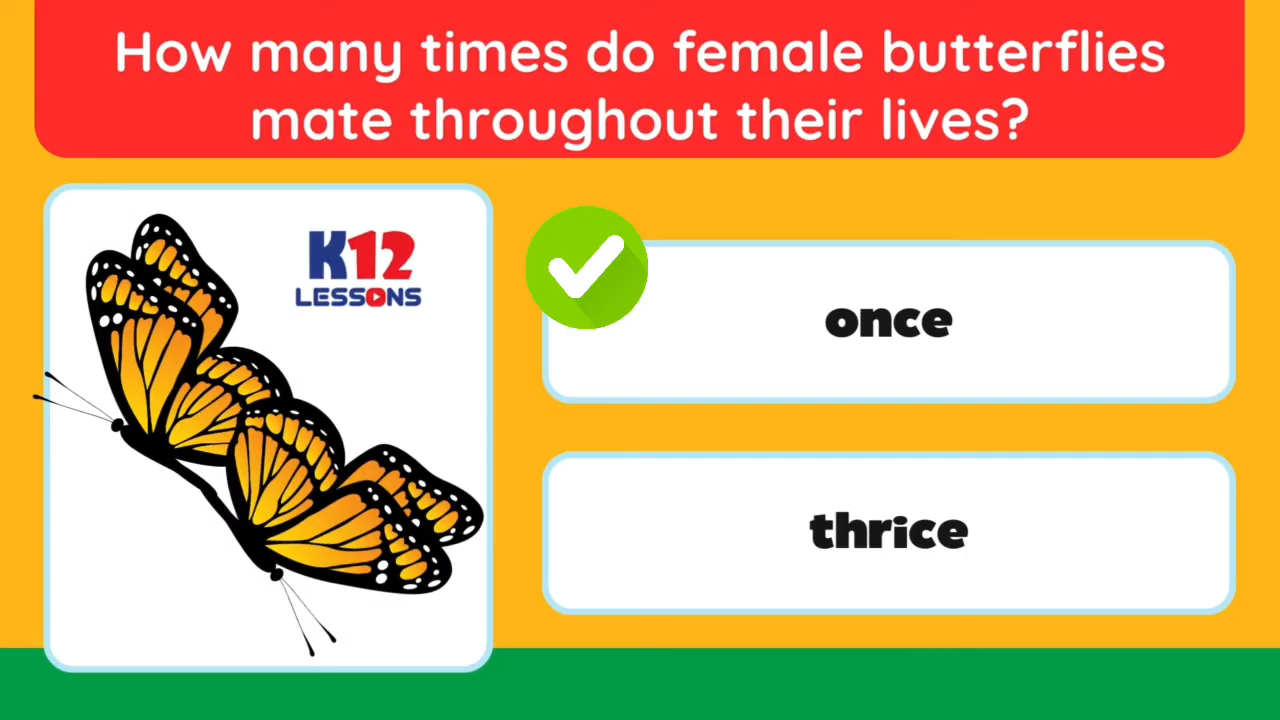 How many times do female butterflies
mate throughout their lives?
K12
LESSONS
once
thrice